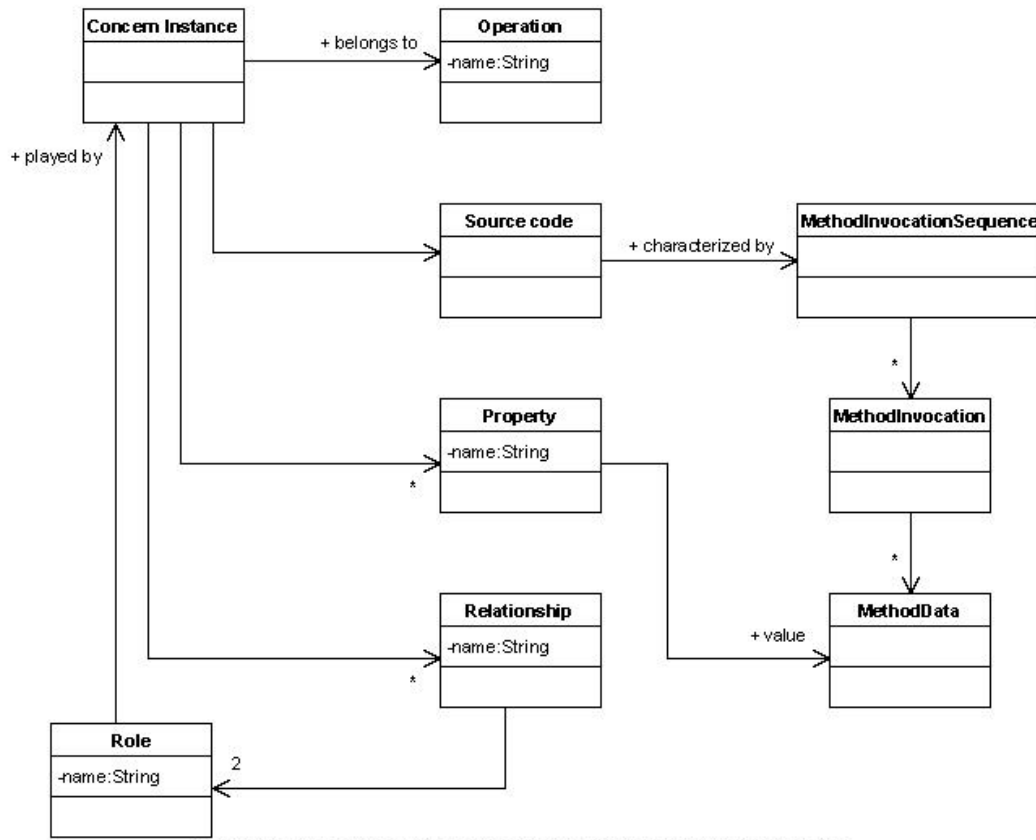 Concern Instance
Operation
+ belongs to
-name:String
+ played by
Source code
MethodInvocationSequence
+ characterized by
*
Property
MethodInvocation
-name:String
*
*
Relationship
MethodData
-name:String
+ value
*
Role
2
-name:String